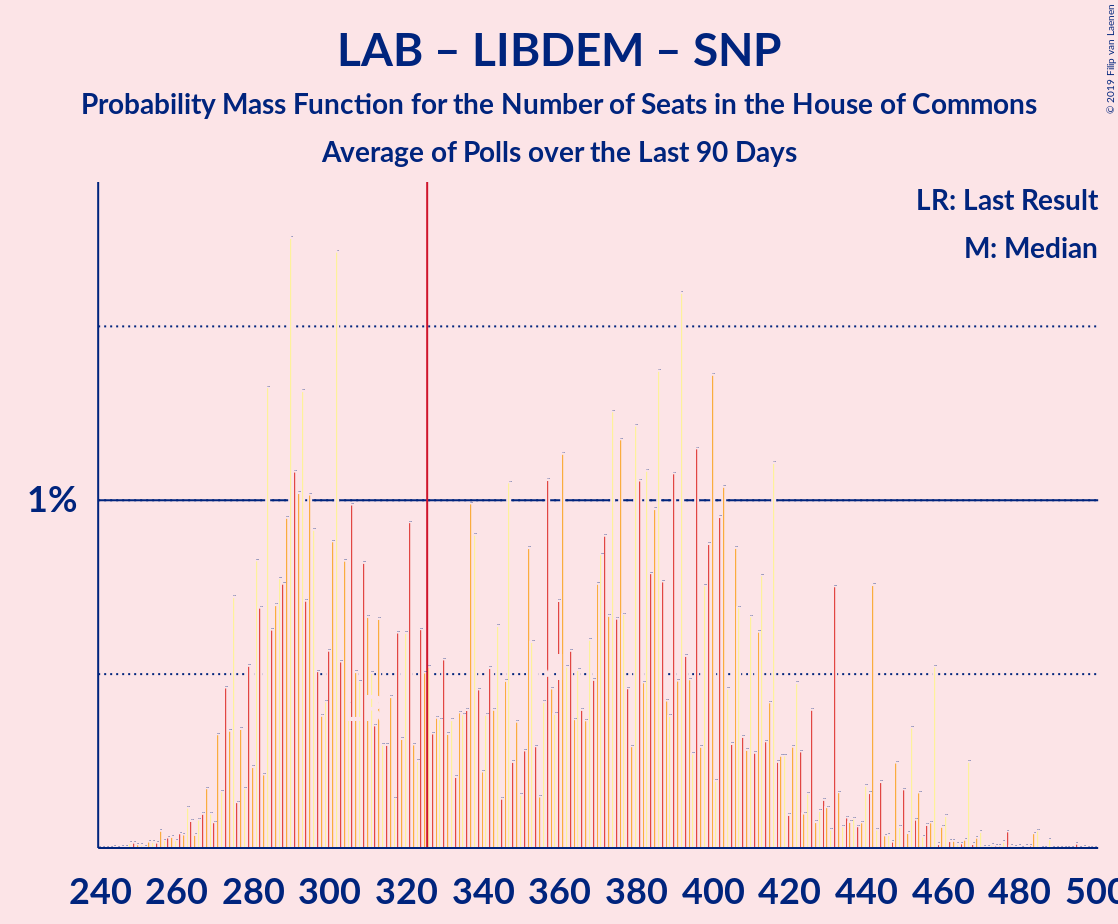 LAB – LIBDEM – SNP
Probability Mass Function for the Number of Seats in the House of Commons
Average of Polls over the Last 90 Days
© 2019 Filip van Laenen
LR: Last Result
M: Median
1%
240 260 280 300 320 340 360 380 400 420 440 460 480 500